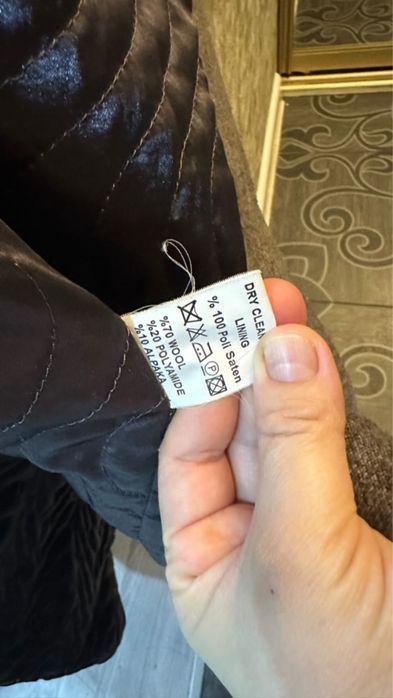 DRY CLEAN
LINING
% 100 Poli Saten
P
%70 WOOL
%20 POLYAMIDE
%10 ALPAKA